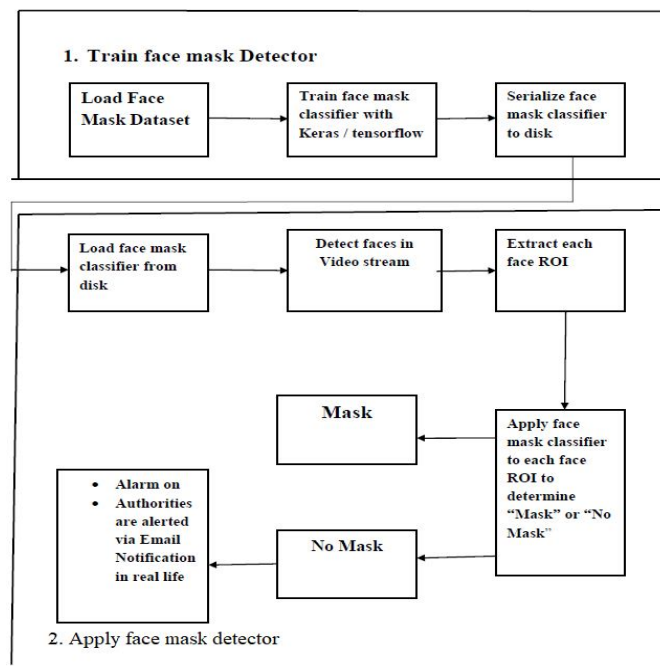 1. Train face mask Detector
Load Face
Mask Dataset
Train face mask
classifier with
Keras / tensorflow
Serialize face
mask classifier
to disk
Load face mask
classifier from
disk
Detect faces in
Video stream
Extract each
face ROI
Mask
Apply face
mask classifier
to each face
ROI to
determine
“Mask” or “No
Mask”
No Mask
• Alarm on
• Authorities
are alerted
via Email
Notification
in real life
2. Apply face mask detector